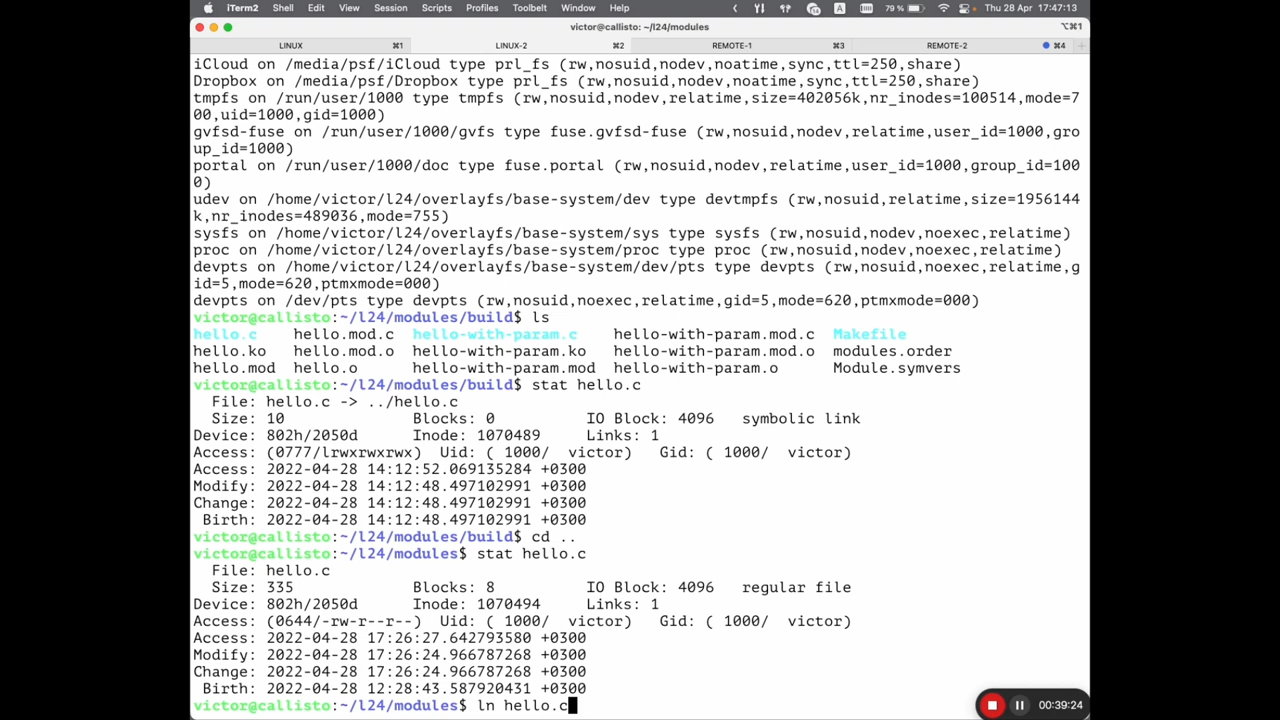 iTerm2 Shell Edit View Session Scripts Profiles Toolbelt Window Help A 79 % Thu 28 Apr 17:47:13
victor@callisto: ~/l24/modules ⌥⌘1
LINUX ⌘1 LINUX-2 ⌘2 REMOTE-1 ⌘3 REMOTE-2 ⌘4 +
iCloud on /media/psf/iCloud type prl_fs (rw,nosuid,nodev,noatime,sync,ttl=250,share)
Dropbox on /media/psf/Dropbox type prl_fs (rw,nosuid,nodev,noatime,sync,ttl=250,share)
tmpfs on /run/user/1000 type tmpfs (rw,nosuid,nodev,relatime,size=402056k,nr_inodes=100514,mode=7
00,uid=1000,gid=1000)
gvfsd-fuse on /run/user/1000/gvfs type fuse.gvfsd-fuse (rw,nosuid,nodev,relatime,user_id=1000,gro
up_id=1000)
portal on /run/user/1000/doc type fuse.portal (rw,nosuid,nodev,relatime,user_id=1000,group_id=100
0)
udev on /home/victor/l24/overlayfs/base-system/dev type devtmpfs (rw,nosuid,relatime,size=1956144
k,nr_inodes=489036,mode=755)
sysfs on /home/victor/l24/overlayfs/base-system/sys type sysfs (rw,nosuid,nodev,noexec,relatime)
proc on /home/victor/l24/overlayfs/base-system/proc type proc (rw,nosuid,nodev,noexec,relatime)
devpts on /home/victor/l24/overlayfs/base-system/dev/pts type devpts (rw,nosuid,noexec,relatime,g
id=5,mode=620,ptmxmode=000)
devpts on /dev/pts type devpts (rw,nosuid,noexec,relatime,gid=5,mode=620,ptmxmode=000)
victor@callisto:~/l24/modules/build$ ls
hello.c hello.mod.c hello-with-param.c hello-with-param.mod.c Makefile
hello.ko hello.mod.o hello-with-param.ko hello-with-param.mod.o modules.order
hello.mod hello.o hello-with-param.mod hello-with-param.o Module.symvers
victor@callisto:~/l24/modules/build$ stat hello.c
File: hello.c -> ../hello.c
Size: 10 Blocks: 0 IO Block: 4096 symbolic link
Device: 802h/2050d Inode: 1070489 Links: 1
Access: (0777/lrwxrwxrwx) Uid: ( 1000/ victor) Gid: ( 1000/ victor)
Access: 2022-04-28 14:12:52.069135284 +0300
Modify: 2022-04-28 14:12:48.497102991 +0300
Change: 2022-04-28 14:12:48.497102991 +0300
Birth: 2022-04-28 14:12:48.497102991 +0300
victor@callisto:~/l24/modules/build$ cd ..
victor@callisto:~/l24/modules$ stat hello.c
File: hello.c
Size: 335 Blocks: 8 IO Block: 4096 regular file
Device: 802h/2050d Inode: 1070494 Links: 1
Access: (0644/-rw-r--r--) Uid: ( 1000/ victor) Gid: ( 1000/ victor)
Access: 2022-04-28 17:26:27.642793580 +0300
Modify: 2022-04-28 17:26:24.966787268 +0300
Change: 2022-04-28 17:26:24.966787268 +0300
Birth: 2022-04-28 12:28:43.587920431 +0300
victor@callisto:~/l24/modules$ ln hello.c
00:39:24